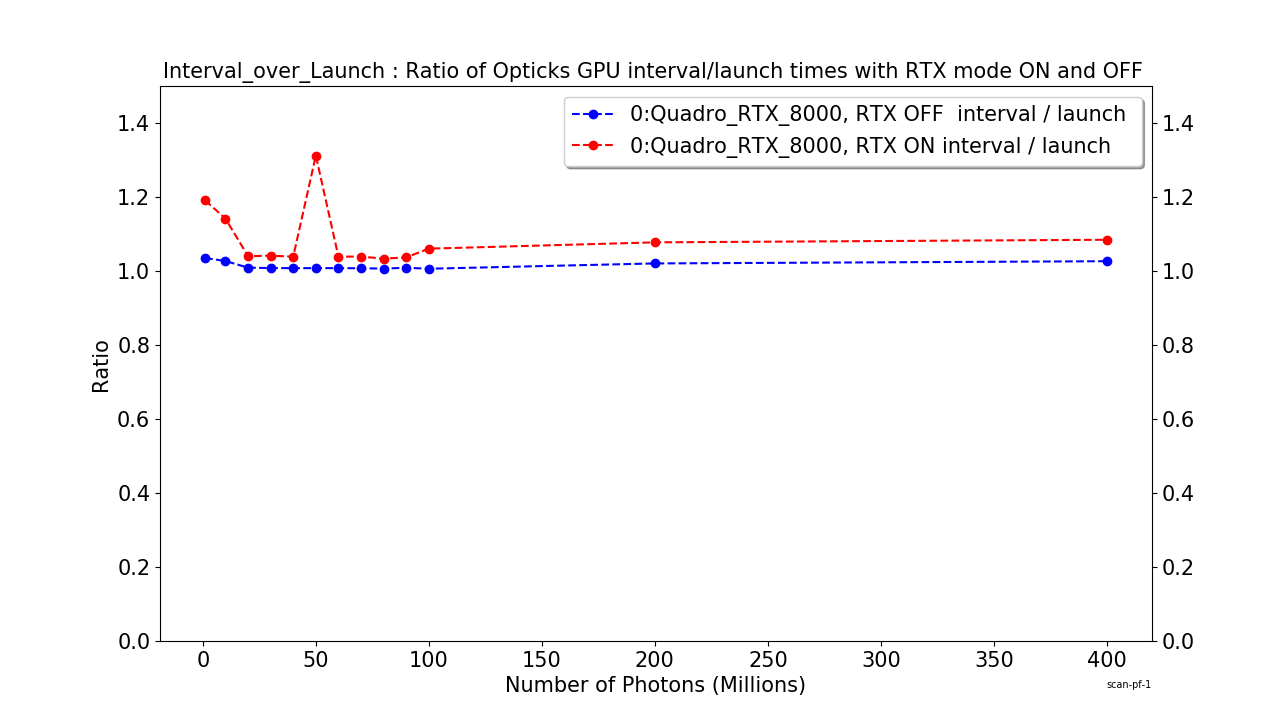 Interval_over_Launch : Ratio of Opticks GPU interval/launch times with RTX mode ON and OFF
0:Quadro_RTX_8000, RTX OFF  interval / launch
0:Quadro_RTX_8000, RTX ON interval / launch
1.4 1.4
1.2 1.2
1.0 1.0
0.8 0.8
Ratio
0.6 0.6
0.4 0.4
0.2 0.2
0.0 0.0
0 50 100 150 200 250 300 350 400
Number of Photons (Millions)
scan-pf-1